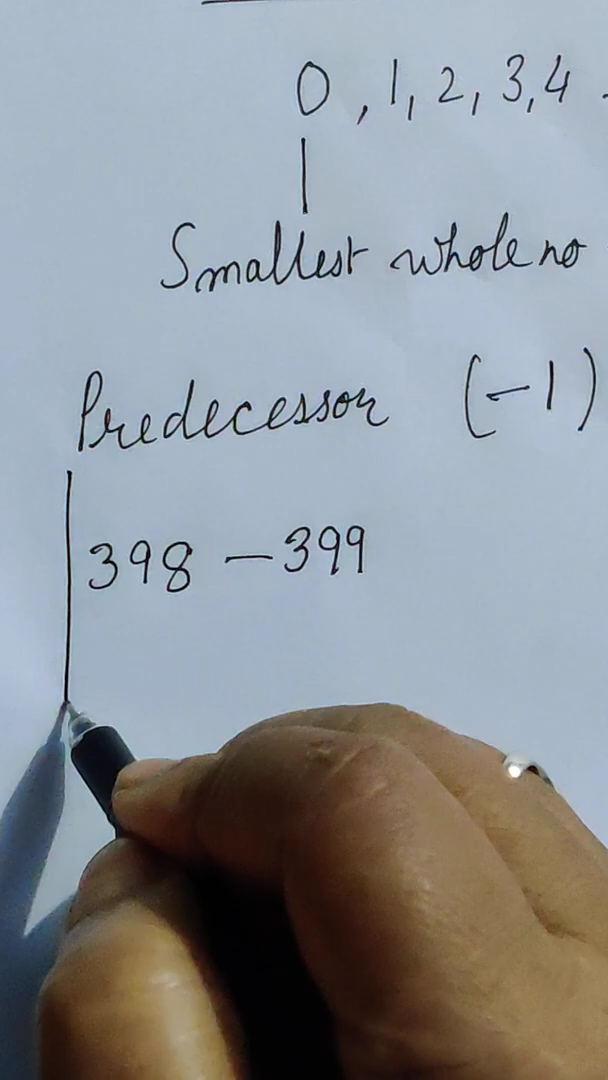 0, 1, 2, 3, 4
Smallest whole no
Predecessor (-1)
398 - 399